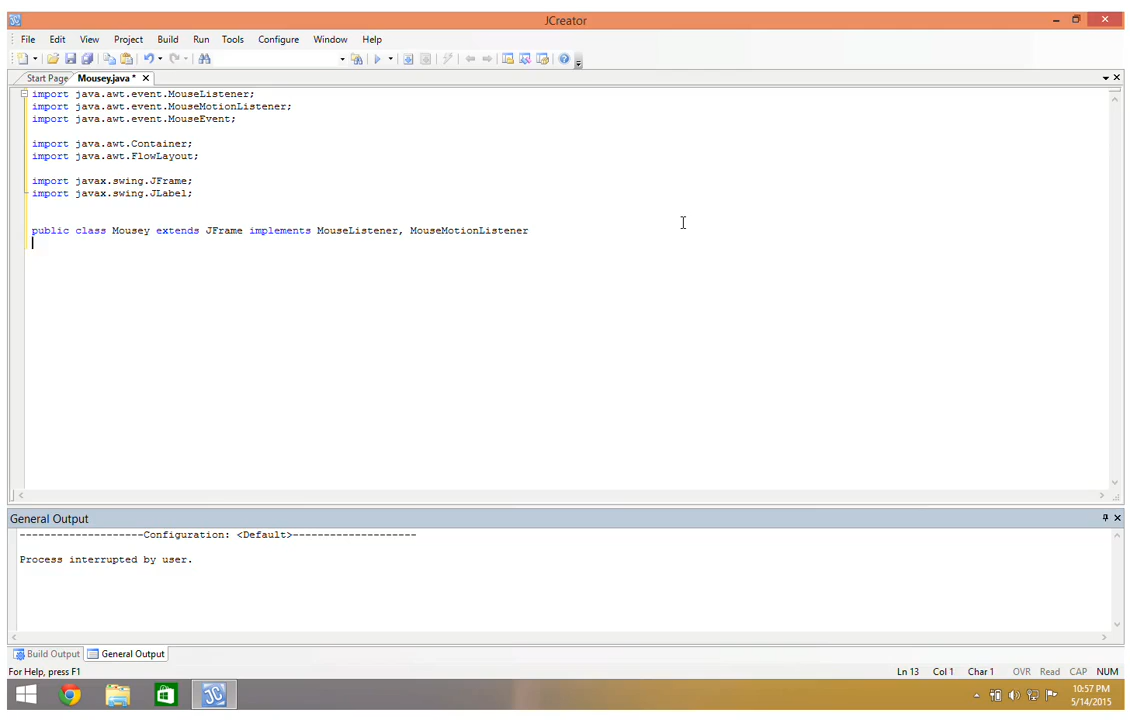 JCreator
File Edit View Project Build Run Tools Configure Window Help
Start Page Mousey.java *
import java.awt.event.MouseListener;
import java.awt.event.MouseMotionListener;
import java.awt.event.MouseEvent;
import java.awt.Container;
import java.awt.FlowLayout;
import javax.swing.JFrame;
import javax.swing.JLabel;
public class Mousey extends JFrame implements MouseListener, MouseMotionListener
General Output
--------------------Configuration: <Default>--------------------
Process interrupted by user.
Build Output General Output
For Help, press F1 Ln 13 Col 1 Char 1 OVR Read CAP NUM
10:57 PM
5/14/2015